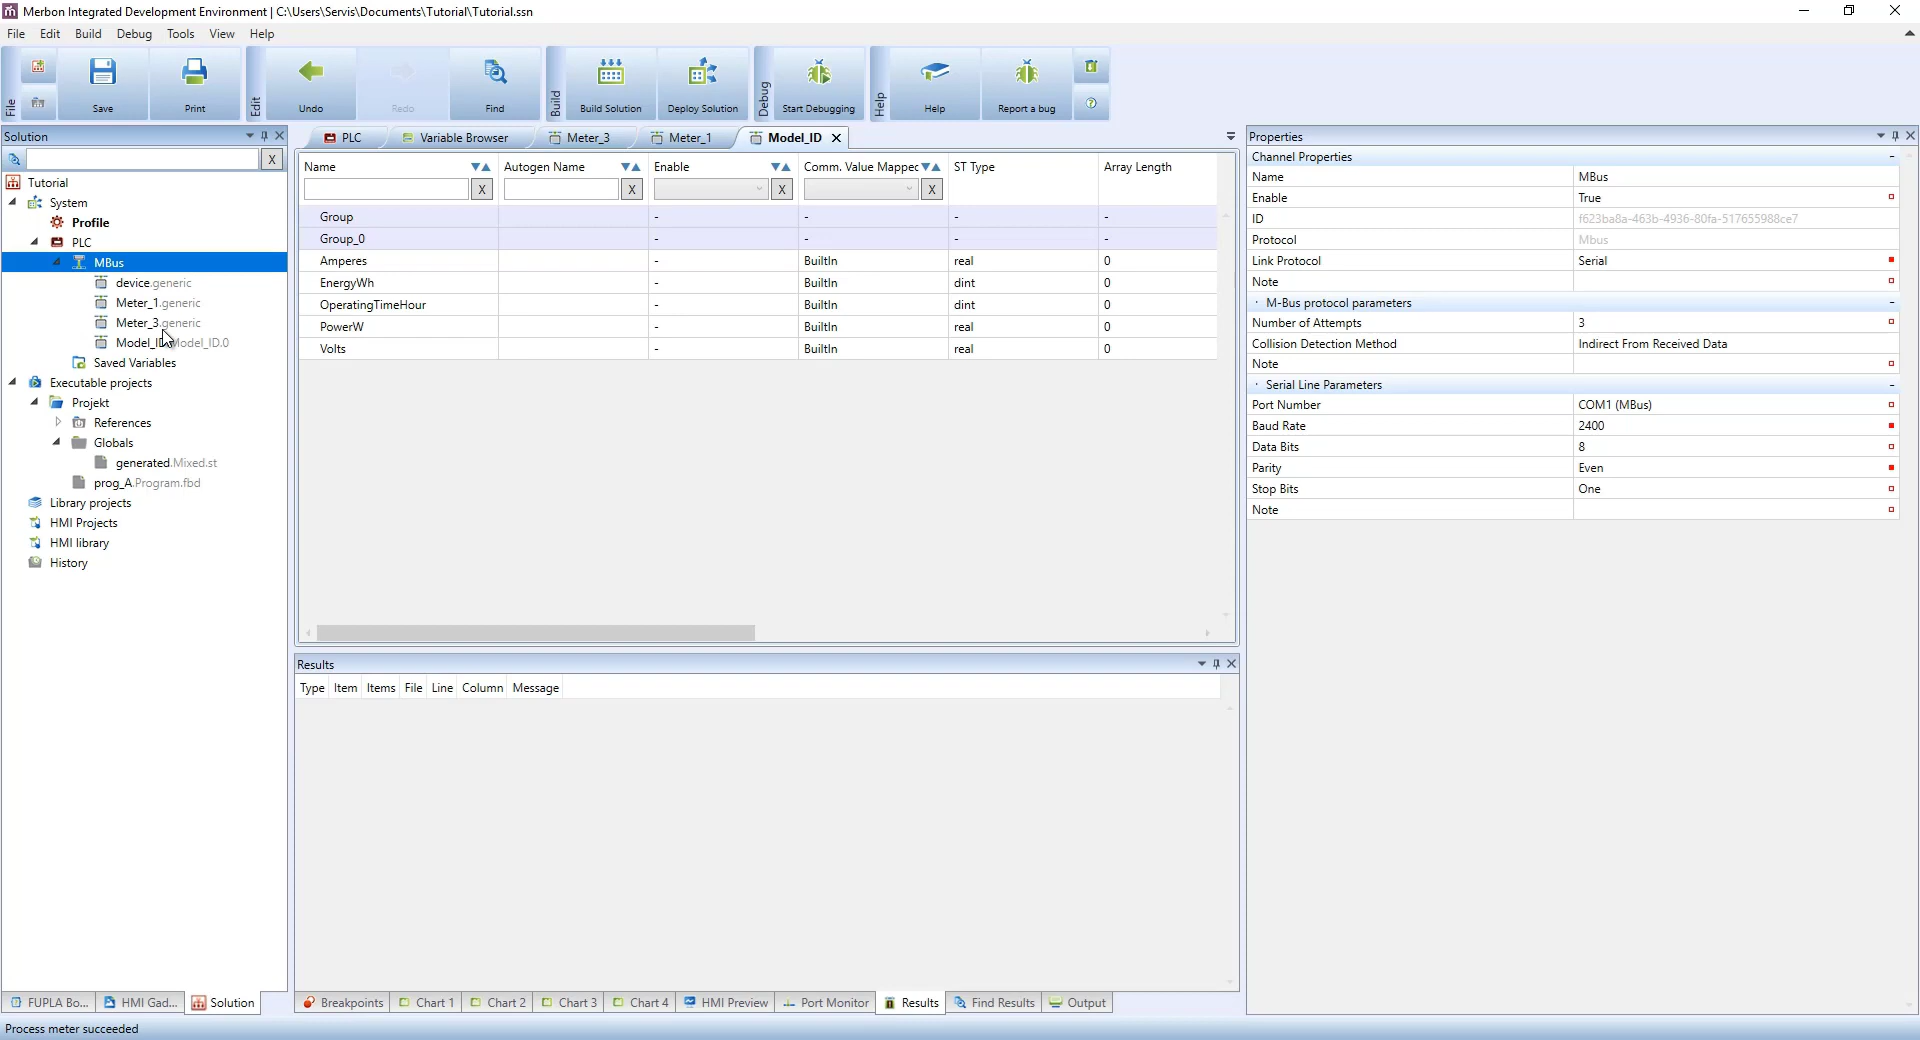 Merbon Integrated Development Environment | C:\Users\Servis\Documents\Tutorial\Tutorial.ssn
File Edit Build Debug Tools View Help
File Save Print Edit Undo Redo Find Build Build Solution Deploy Solution Debug Start Debugging Help Help Report a bug
Solution
X
Tutorial
System
Profile
PLC
MBus
device.generic
Meter_1.generic
Meter_3.generic
Model_ID.0
Saved Variables
Executable projects
Projekt
References
Globals
generated.Mixed.st
prog_A.Program.fbd
Library projects
HMI Projects
HMI library
History
FUPLA Bo... HMI Gad... Solution
PLC Variable Browser Meter_3 Meter_1 Model_ID
Name Autogen Name Enable Comm. Value Mappec ST Type Array Length
X X X X
Group - - - -
Group_0 - - - -
Amperes - BuiltIn real 0
EnergyWh - BuiltIn dint 0
OperatingTimeHour - BuiltIn dint 0
PowerW - BuiltIn real 0
Volts - BuiltIn real 0
Results
Type Item Items File Line Column Message
Breakpoints Chart 1 Chart 2 Chart 3 Chart 4 HMI Preview Port Monitor Results Find Results Output
Properties
Channel Properties
Name MBus
Enable True
ID f623ba8a-463b-4936-80fa-517655988ce7
Protocol Mbus
Link Protocol Serial
Note
M-Bus protocol parameters
Number of Attempts 3
Collision Detection Method Indirect From Received Data
Note
Serial Line Parameters
Port Number COM1 (MBus)
Baud Rate 2400
Data Bits 8
Parity Even
Stop Bits One
Note
Process meter succeeded